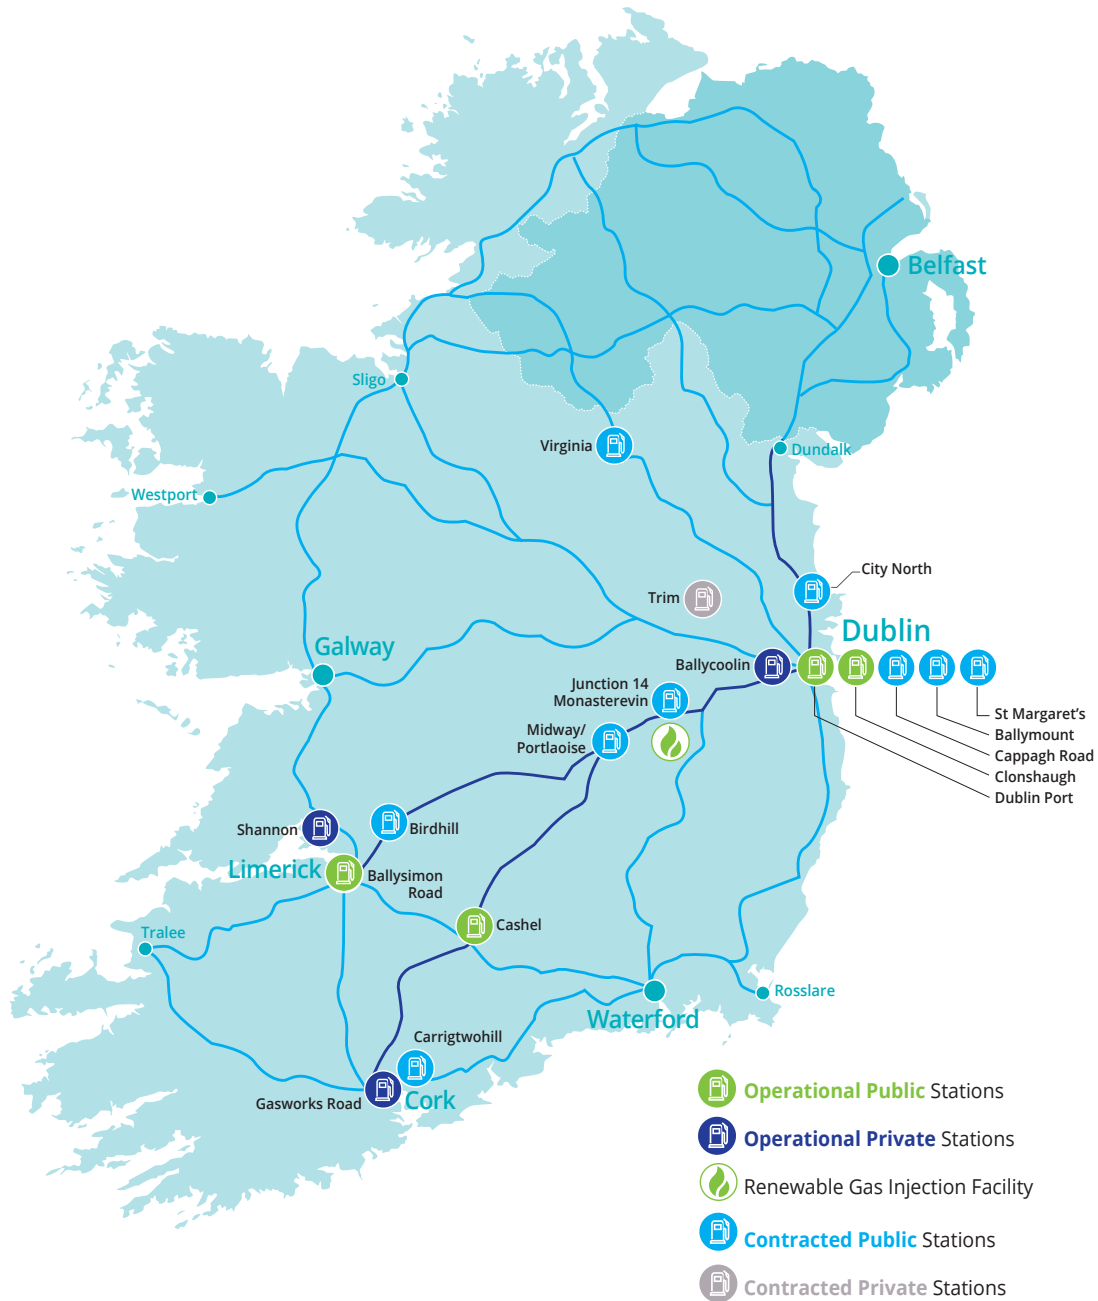 Belfast
Sligo
Virginia
Dundalk
Westport
City North
Trim
Dublin
Galway
Ballycoolin
Junction 14
Monasterevin
St Margaret's
Midway/
Portlaoise
Ballymount
Cappagh Road
Clonshaugh
Dublin Port
Shannon
Birdhill
Limerick
Ballysimon
Road
Cashel
Tralee
Rosslare
Waterford
Carrigtwohill
Gasworks Road
Cork
Operational Public Stations
Operational Private Stations
Renewable Gas Injection Facility
Contracted Public Stations
Contracted Private Stations